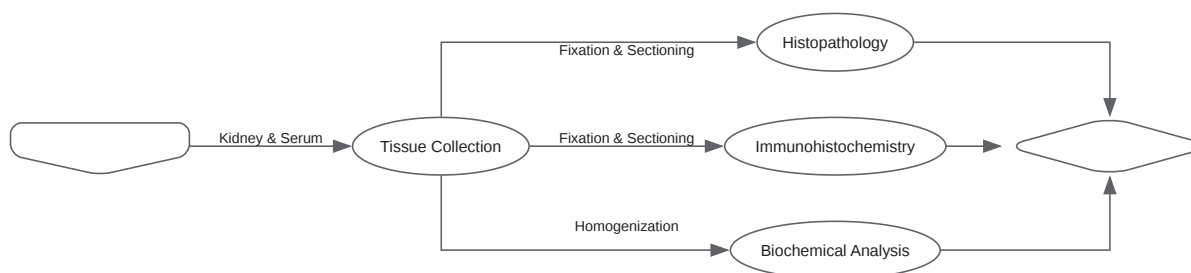 Histopathology
Fixation & Sectioning
Kidney & Serum
Tissue Collection
Fixation & Sectioning
Immunohistochemistry
Homogenization
Biochemical Analysis